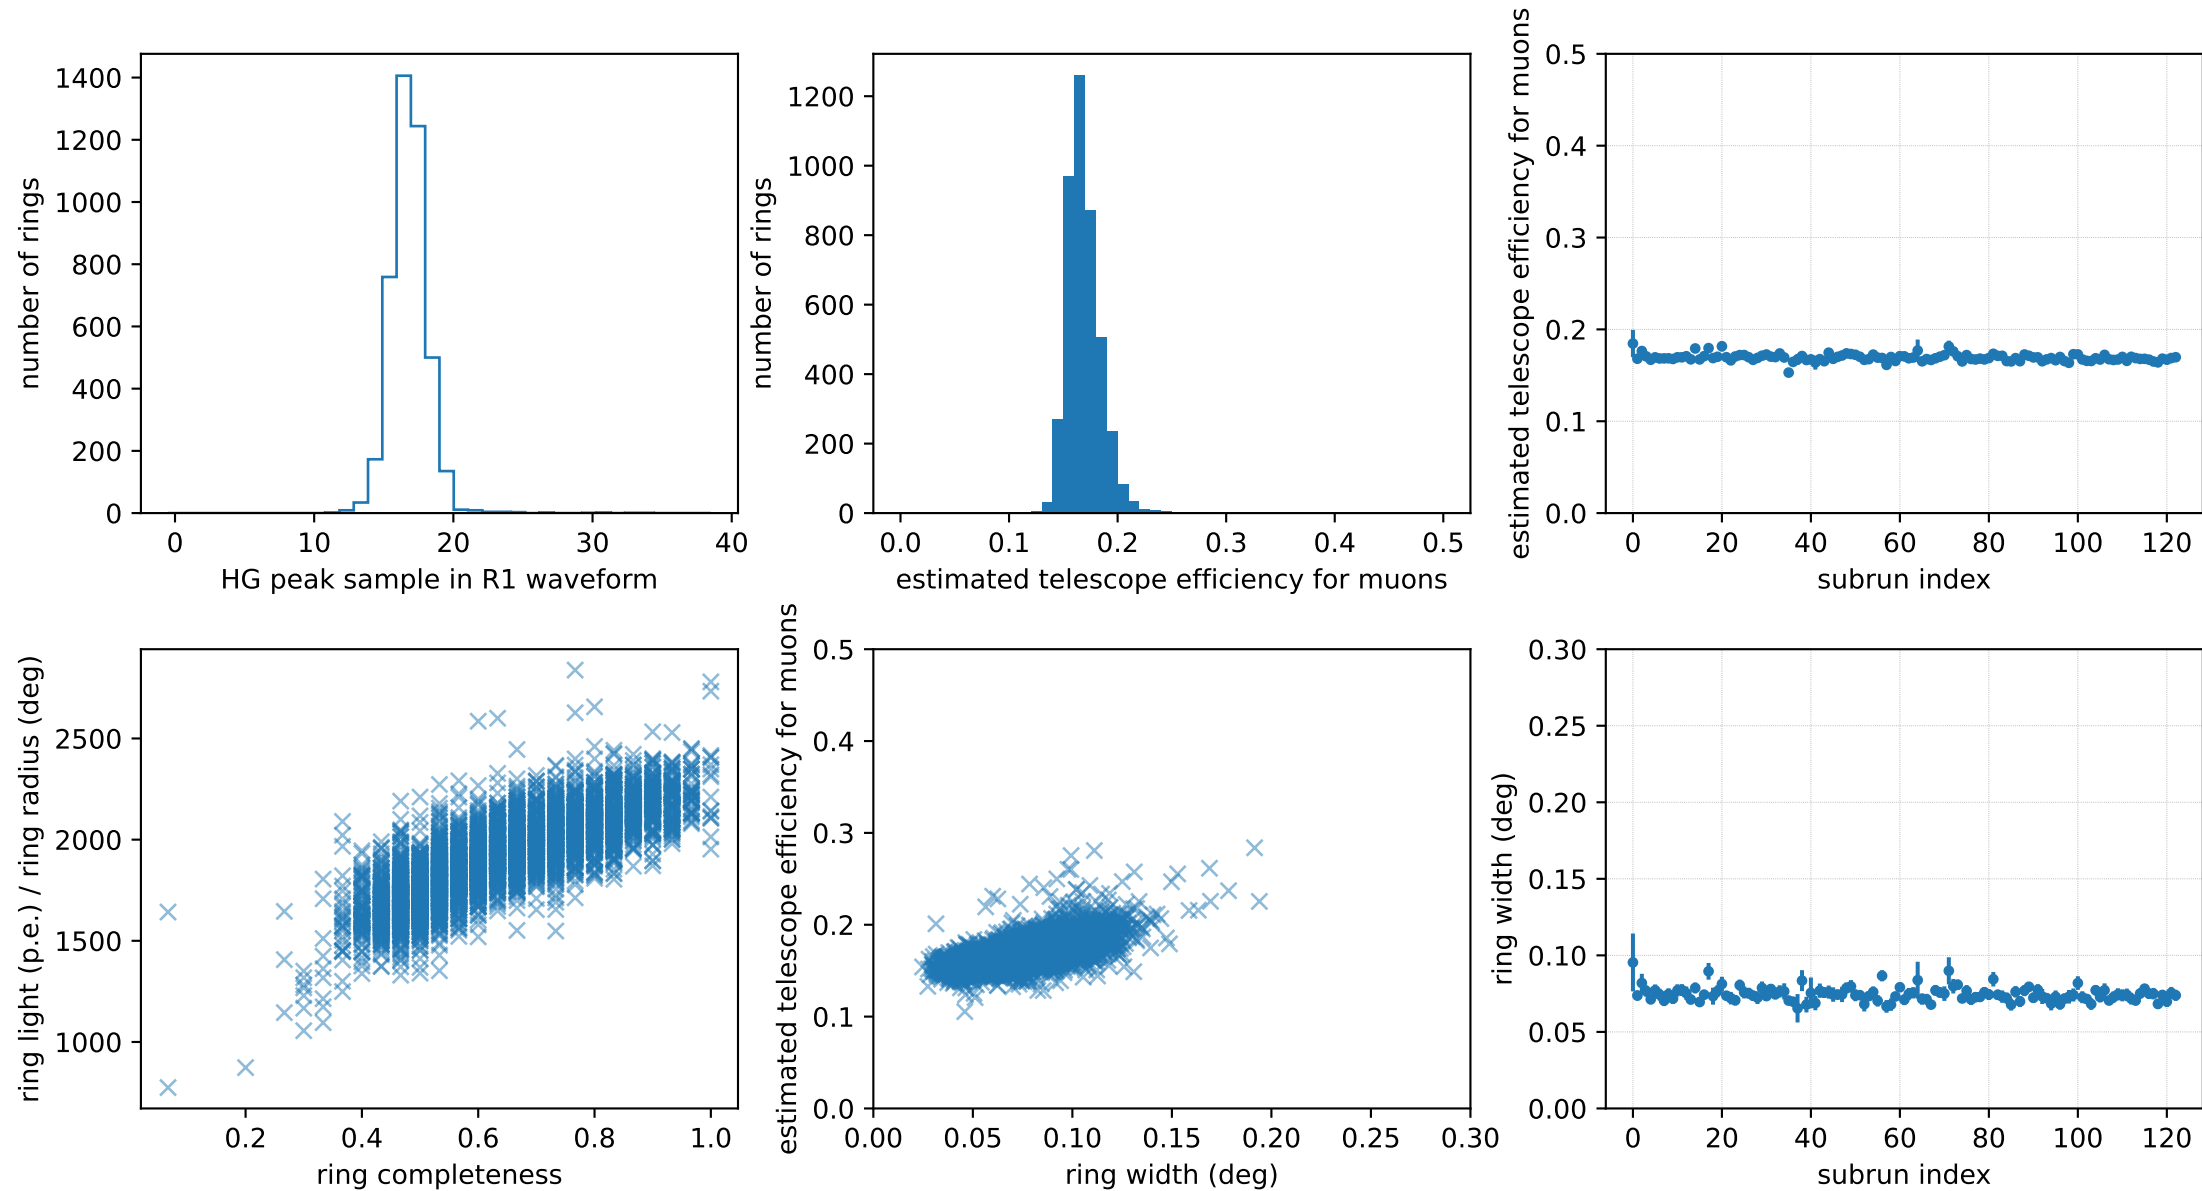 number of rings
1400
1200
1000
800
600
400
200
0
0 10 20 30 40
HG peak sample in R1 waveform
number of rings
1200
1000
800
600
400
200
0
0.0 0.1 0.2 0.3 0.4 0.5
estimated telescope efficiency for muons
estimated telescope efficiency for muons
0.5
0.4
0.3
0.2
0.1
0.0
0 20 40 60 80 100 120
subrun index
ring light (p.e.) / ring radius (deg)
2500
2000
1500
1000
0.2 0.4 0.6 0.8 1.0
ring completeness
estimated telescope efficiency for muons
0.5
0.4
0.3
0.2
0.1
0.0
0.00 0.05 0.10 0.15 0.20 0.25 0.30
ring width (deg)
ring width (deg)
0.30
0.25
0.20
0.15
0.10
0.05
0.00
0 20 40 60 80 100 120
subrun index